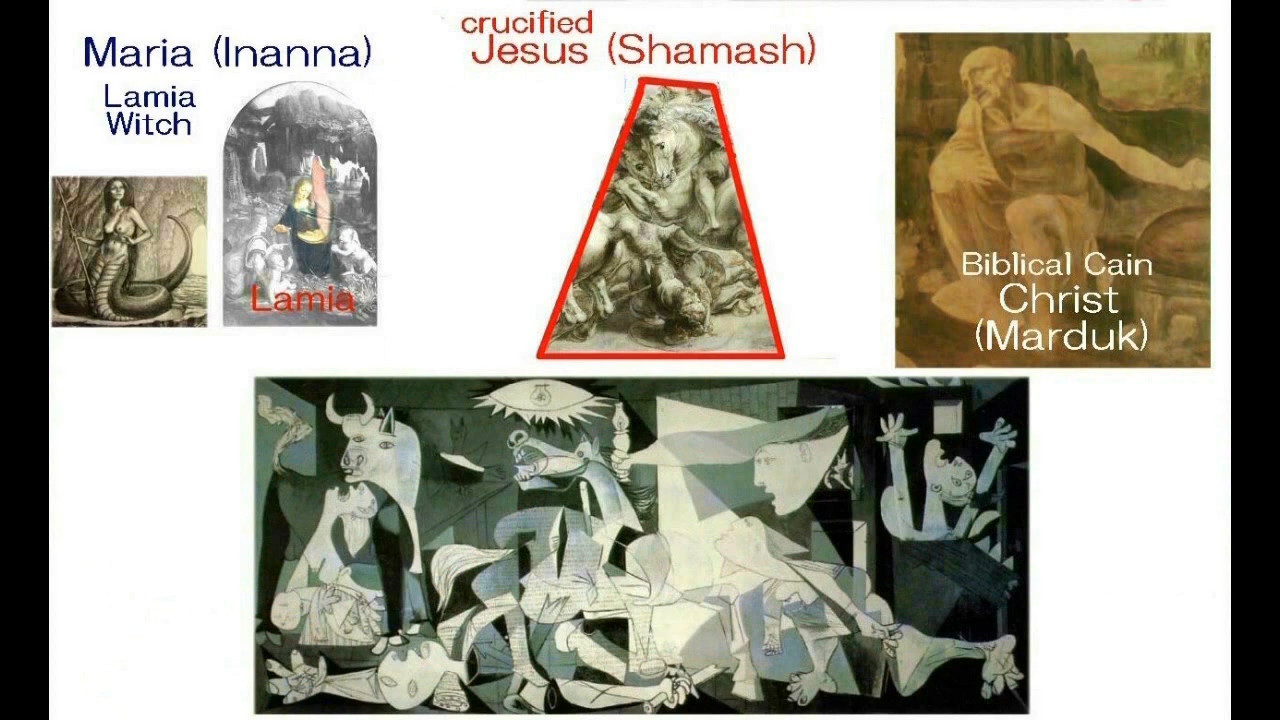 Maria (Inanna)
Lamia
Witch
Lamia
crucified
Jesus (Shamash)
Biblical Cain
Christ
(Marduk)